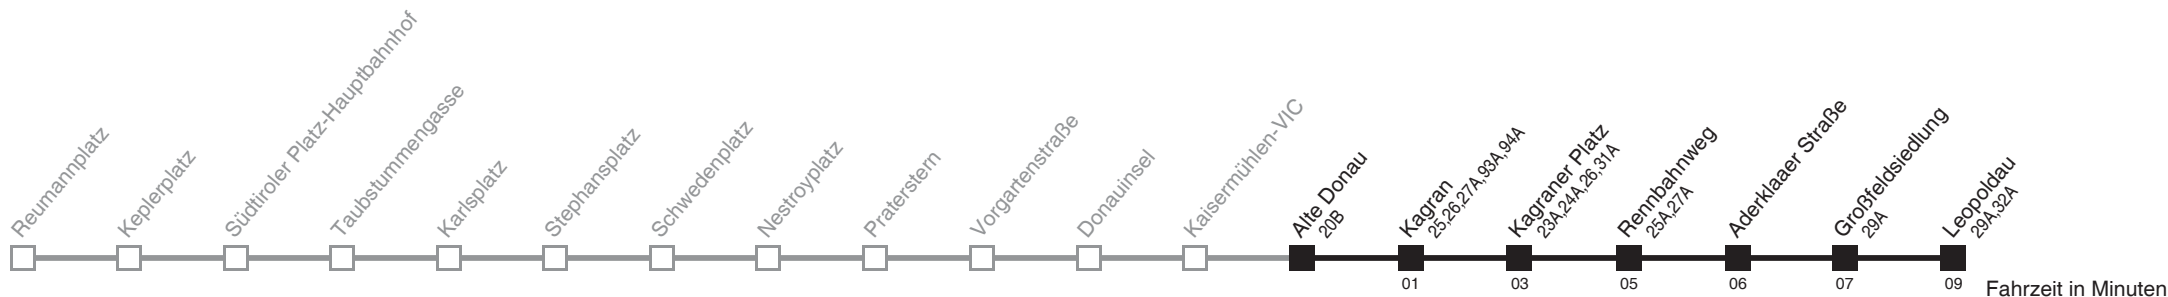 Reumannplatz
Keplerplatz
Südtiroler Platz-Hauptbahnhof
Taubstummengasse
Karlsplatz
Stephansplatz
Schwedenplatz
Nestroyplatz
Praterstern
Vorgartenstraße
Donauinsel
Kaisermühlen-VIC
Alte Donau
20B
Kagran
25,26,27A,93A,94A
Kagraner Platz
23A,24A,26,31A
Rennbahnweg
25A,27A
Aderklaaer Straße
Großfeldsiedlung
29A
Leopoldau
29A,32A
01 03 05 06 07 09 Fahrzeit in Minuten